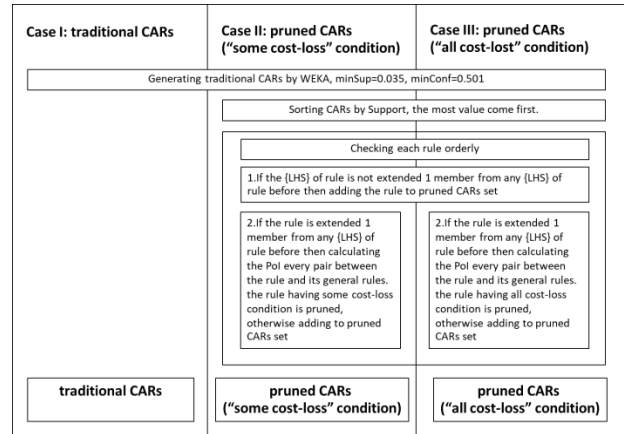 Case I: traditional CARs
Case II: pruned CARs
(“some cost-loss” condition)
Case III: pruned CARs
(“all cost-lost” condition)
Generating traditional CARs by WEKA, minSup=0.035, minConf=0.501
Sorting CARs by Support, the most value come first.
Checking each rule orderly
1.If the {LHS} of rule is not extended 1 member from any {LHS} of
rule before then adding the rule to pruned CARs set
2.If the rule is extended 1
member from any {LHS} of
rule before then calculating
the PoI every pair between
the rule and its general rules.
the rule having some cost-loss
condition is pruned,
otherwise adding to pruned
CARs set
2.If the rule is extended 1
member from any {LHS} of
rule before then calculating
the PoI every pair between
the rule and its general rules.
the rule having all cost-loss
condition is pruned,
otherwise adding to pruned
CARs set
traditional CARs
pruned CARs
(“some cost-loss” condition)
pruned CARs
(“all cost-loss” condition)